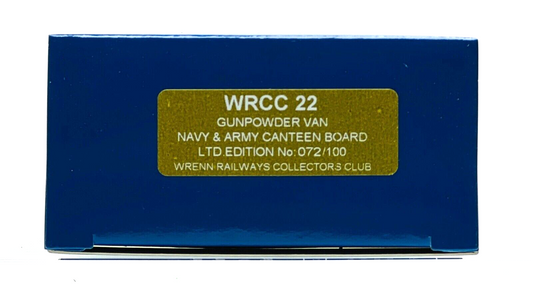 WRCC 22
GUNPOWDER VAN
NAVY & ARMY CANTEEN BOARD
LTD EDITION No: 072/100
WRENN RAILWAYS COLLECTORS CLUB